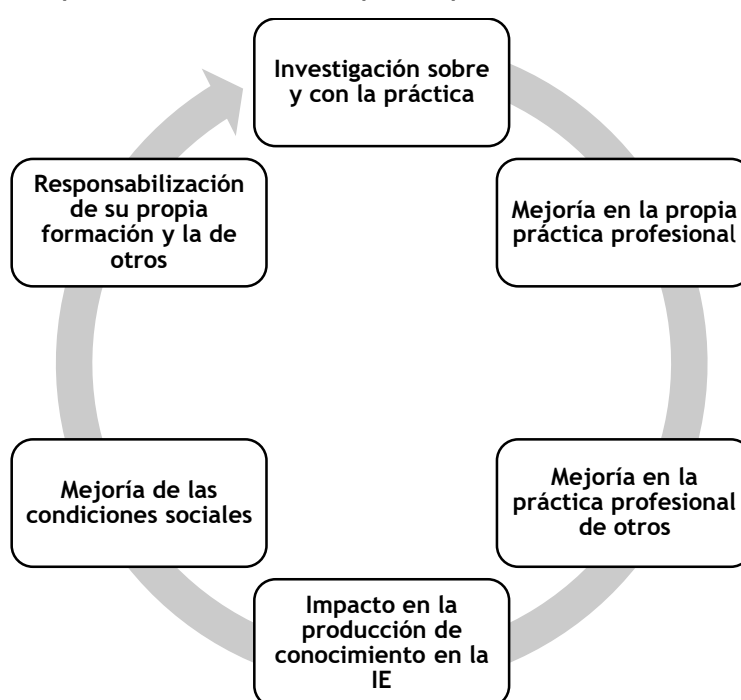 Investigación sobre
y con la práctica
Mejoría en la propia
práctica profesional
Mejoría en la
práctica profesional
de otros
Impacto en la
producción de
conocimiento en la
IE
Mejoría de las
condiciones sociales
Responsabilización
de su propia
formación y la de
otros